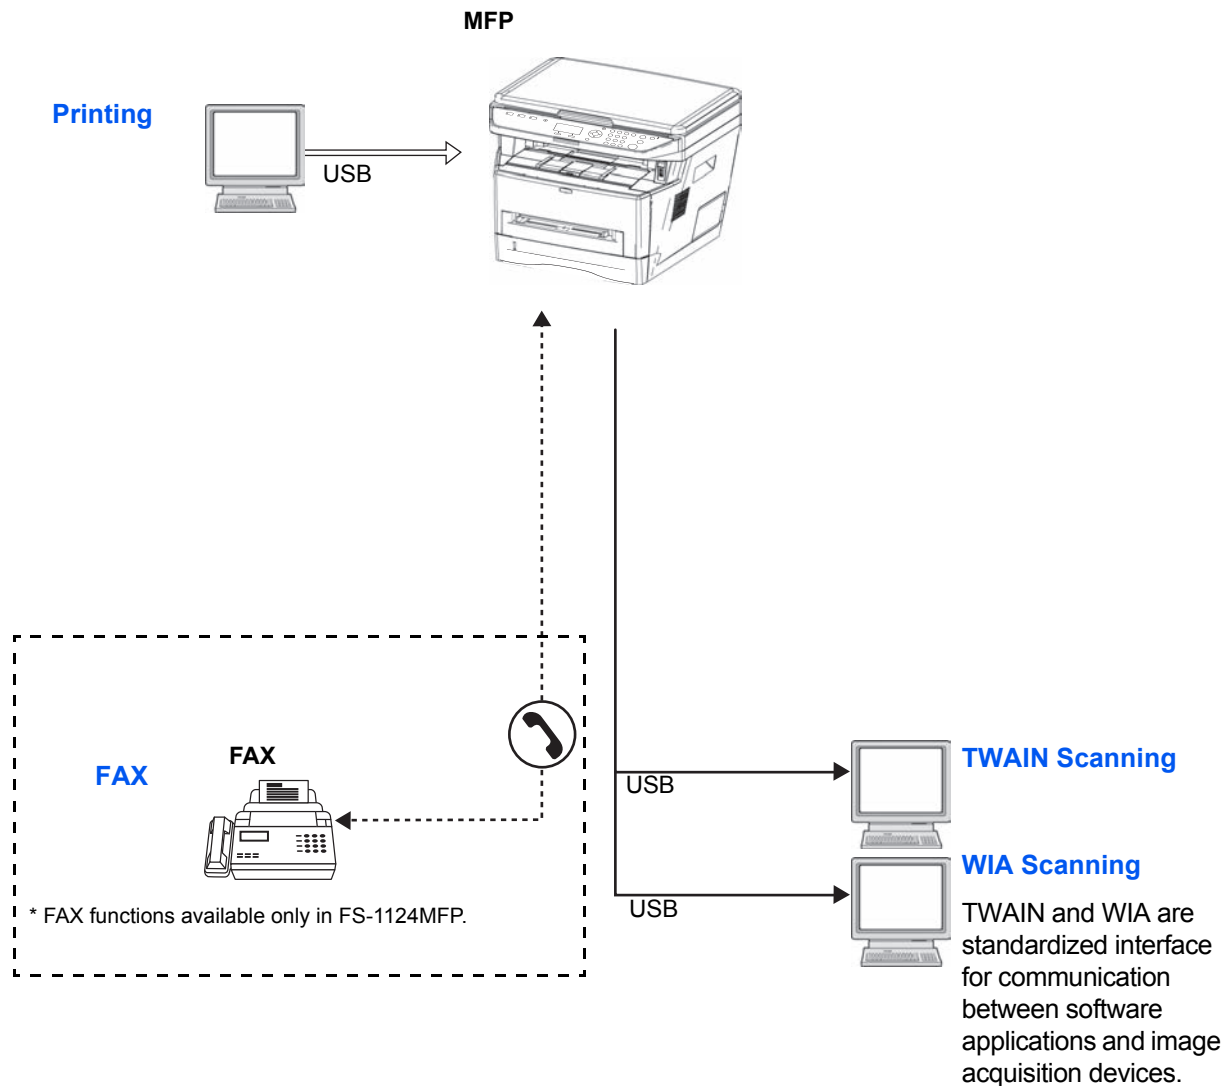 MFP
Printing
USB
FAX
FAX
* FAX functions available only in FS-1124MFP.
USB
TWAIN Scanning
USB
WIA Scanning
TWAIN and WIA are
standardized interface
for communication
between software
applications and image
acquisition devices.